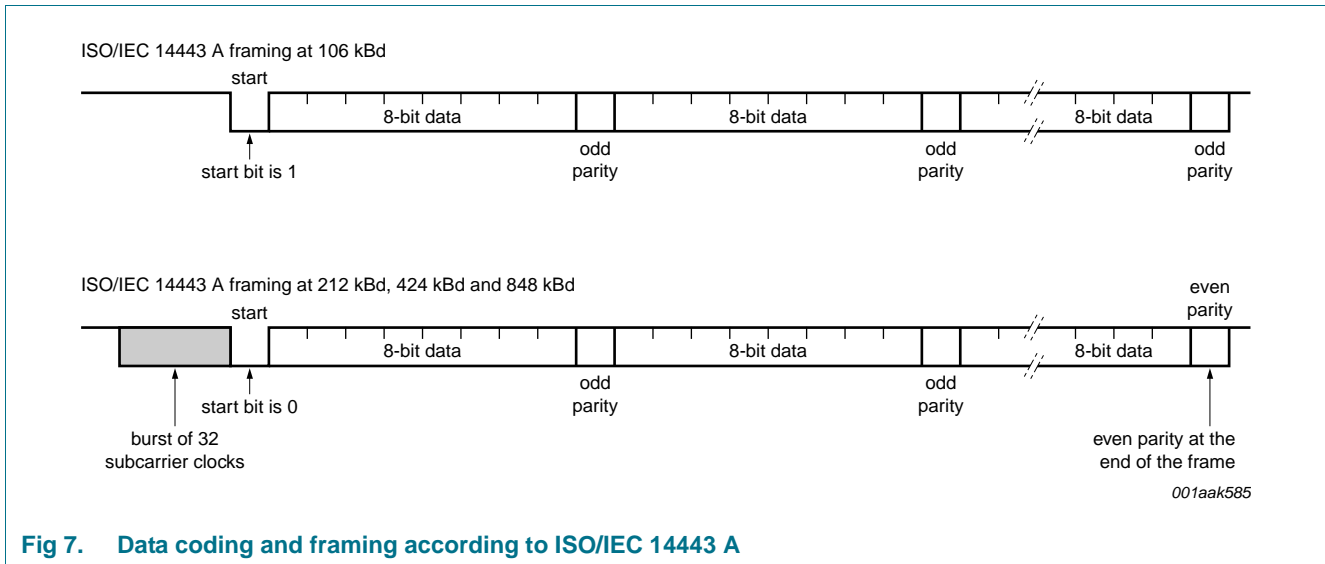 ISO/IEC 14443 A framing at 106 kBd
start
8-bit data
8-bit data
8-bit data
start bit is 1
odd
parity
odd
parity
odd
parity
ISO/IEC 14443 A framing at 212 kBd, 424 kBd and 848 kBd
start
even
parity
8-bit data
8-bit data
8-bit data
start bit is 0
odd
parity
odd
parity
burst of 32
subcarrier clocks
even parity at the
end of the frame
001aak585
Fig 7. Data coding and framing according to ISO/IEC 14443 A